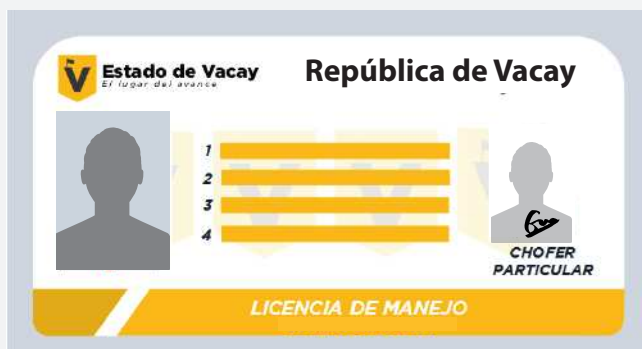 Estado de Vacay
El lugar del avance
República de Vacay
1
2
3
4
CHOFER
PARTICULAR
LICENCIA DE MANEJO